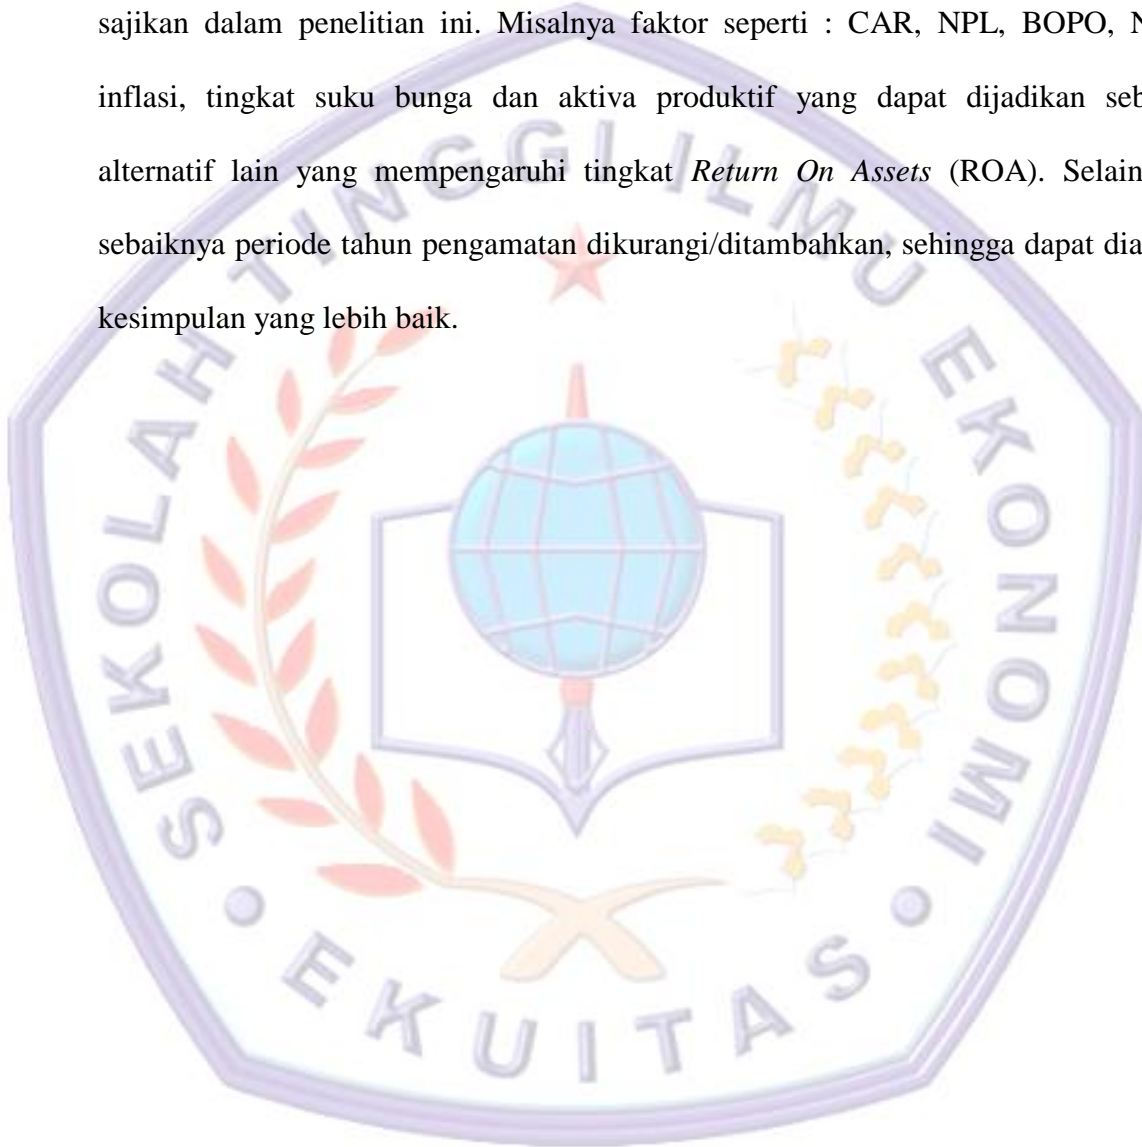 sajikan dalam penelitian ini. Misalnya faktor seperti : CAR, NPL, BOPO,
inflasi, tingkat suku bunga dan aktiva produktif yang dapat dijadikan
alternatif lain yang mempengaruhi tingkat Return On Assets (ROA). Selain
sebaiknya periode tahun pengamatan dikurangi/ditambahkan, sehingga dapat
kesimpulan yang lebih baik.
SEKOLAH TINGGI ILMU EKONOMI
• EKUITAS •